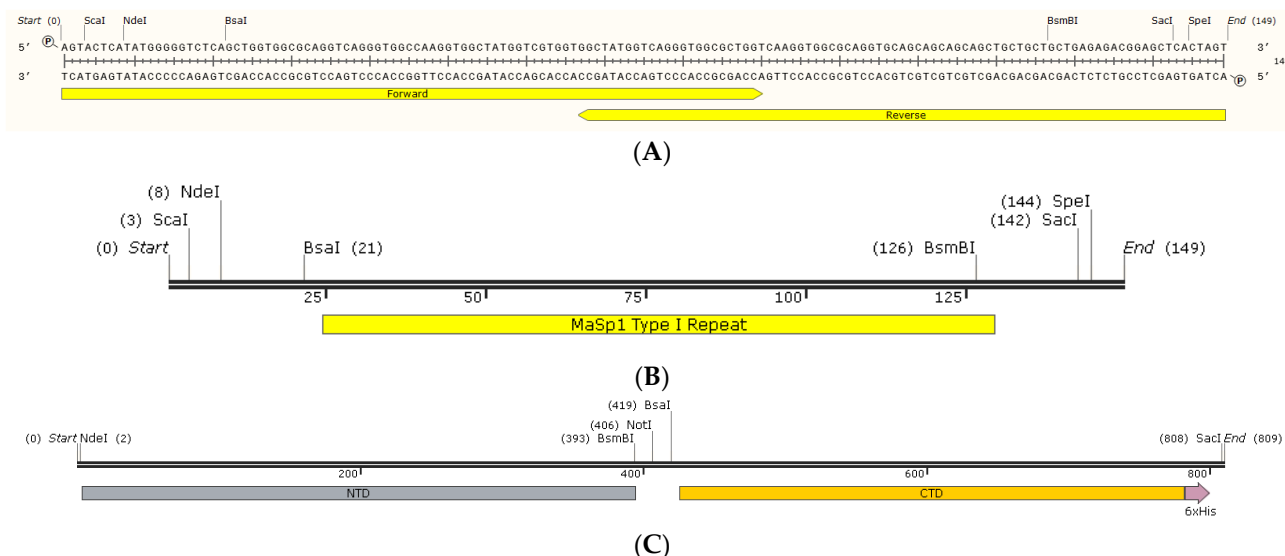 Start (0) ScaI NdeI BsaI BsmBI SacI SpeI End (149)
5' P AGTACTCATATGGGGGTCTCAGCTGGTGGCGCAGGTCAGGGTGGCCAAGGTGGCTATGGTCGTGGTGGCTATGGTCAGGGTGGCGCTGGTCAAGGTGGCGCAGGTGCAGCAGCAGCAGCTGCTGCTGCTGAGAGACGGAGCTCACTAGT 3'
14
3' TCATGAGTATACCCCCAGAGTCGACCACCGCGTCCAGTCCCACCGGTTCCACCGATACCAGCACCACCGATACCAGTCCCACCGCGACCAGTTCCACCGCGTCCACGTCGTCGTCGTCGACGACGACGACTCTCTGCCTCGAGTGATCA P 5'
Forward
Reverse
(A)
(8) NdeI (144) SpeI
(3) ScaI (142) SacI
(0) Start BsaI (21) (126) BsmBI End (149)
25 50 75 100 125
MaSp1 Type I Repeat
(B)
(419) BsaI
(406) NotI
(0) Start NdeI (2) (393) BsmBI (808) SacI End (809)
200 400 600 800
NTD CTD
6xHis
(C)